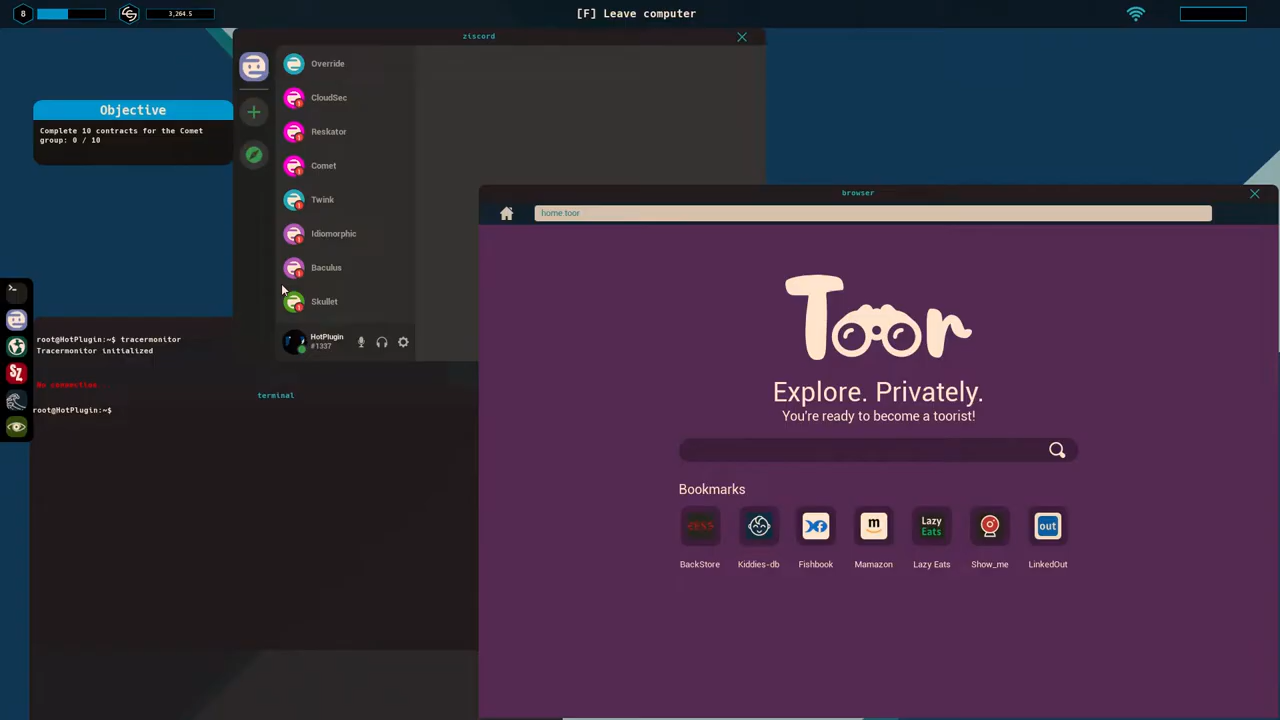 8
3,264.5
[F] Leave computer
ziscord
Objective
Complete 10 contracts for the Comet
group: 0 / 10
Override
CloudSec
Reskator
Comet
Twink
Idiomorphic
Baculus
Skullet
HotPlugin
#1337
root@HotPlugin:~$ tracermonitor
Tracermonitor initialized
No connection
root@HotPlugin:~$
terminal
SZ
browser
home.toor
Toor
Explore. Privately.
You're ready to become a toorist!
Bookmarks
m
Lazy
Eats
out
BackStore
Kiddies-db
Fishbook
Mamazon
Lazy Eats
Show_me
LinkedOut